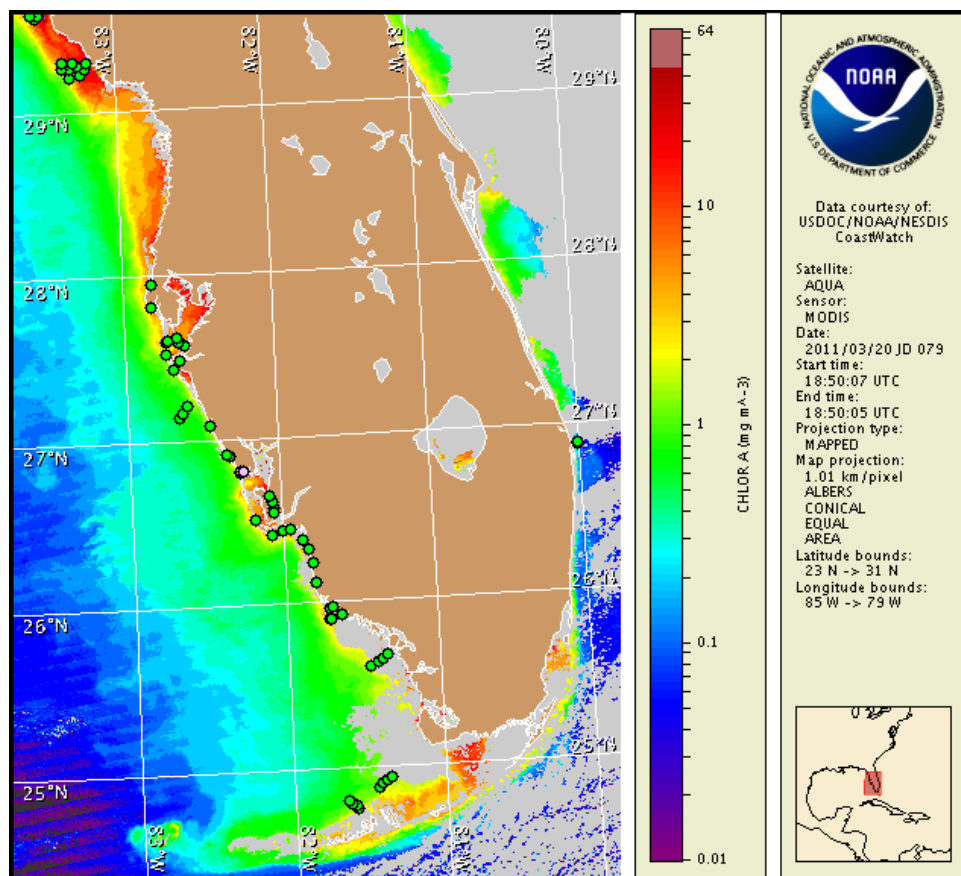 83°W
82°W
81°W
80°W
29°N
29°N
28°N
28°N
27°N
27°N
26°N
26°N
25°N
25°N
83°W
82°W
81°W
64
10
1
0.1
0.01
CHLOR A (mg m^-3)
NATIONAL OCEANIC AND ATMOSPHERIC ADMINISTRATION
NOAA
U.S. DEPARTMENT OF COMMERCE
Data courtesy of:
USDOC/NOAA/NESDIS
CoastWatch
Satellite:
AQUA
Sensor:
MODIS
Date:
2011/03/20 JD 079
Start time:
18:50:07 UTC
End time:
18:50:05 UTC
Projection type:
MAPPED
Map projection:
1.01 km/pixel
ALBERS
CONICAL
EQUAL
AREA
Latitude bounds:
23 N -> 31 N
Longitude bounds:
85 W -> 79 W